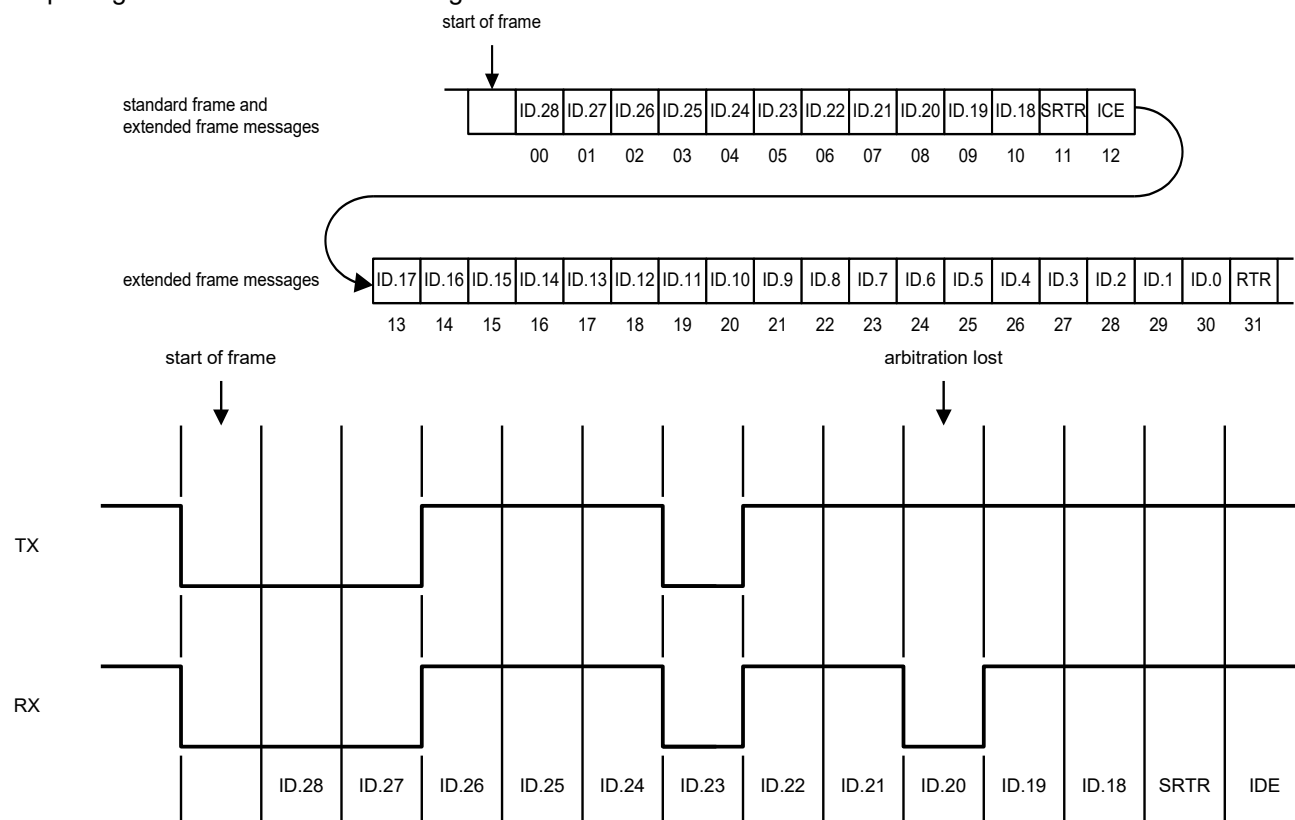 start of frame
standard frame and
extended frame messages
ID.28 ID.27 ID.26 ID.25 ID.24 ID.23 ID.22 ID.21 ID.20 ID.19 ID.18 SRTR ICE
00 01 02 03 04 05 06 07 08 09 10 11 12
extended frame messages ID.17 ID.16 ID.15 ID.14 ID.13 ID.12 ID.11 ID.10 ID.9 ID.8 ID.7 ID.6 ID.5 ID.4 ID.3 ID.2 ID.1 ID.0 RTR
13 14 15 16 17 18 19 20 21 22 23 24 25 26 27 28 29 30 31
start of frame arbitration lost
TX
RX
ID.28 ID.27 ID.26 ID.25 ID.24 ID.23 ID.22 ID.21 ID.20 ID.19 ID.18 SRTR IDE